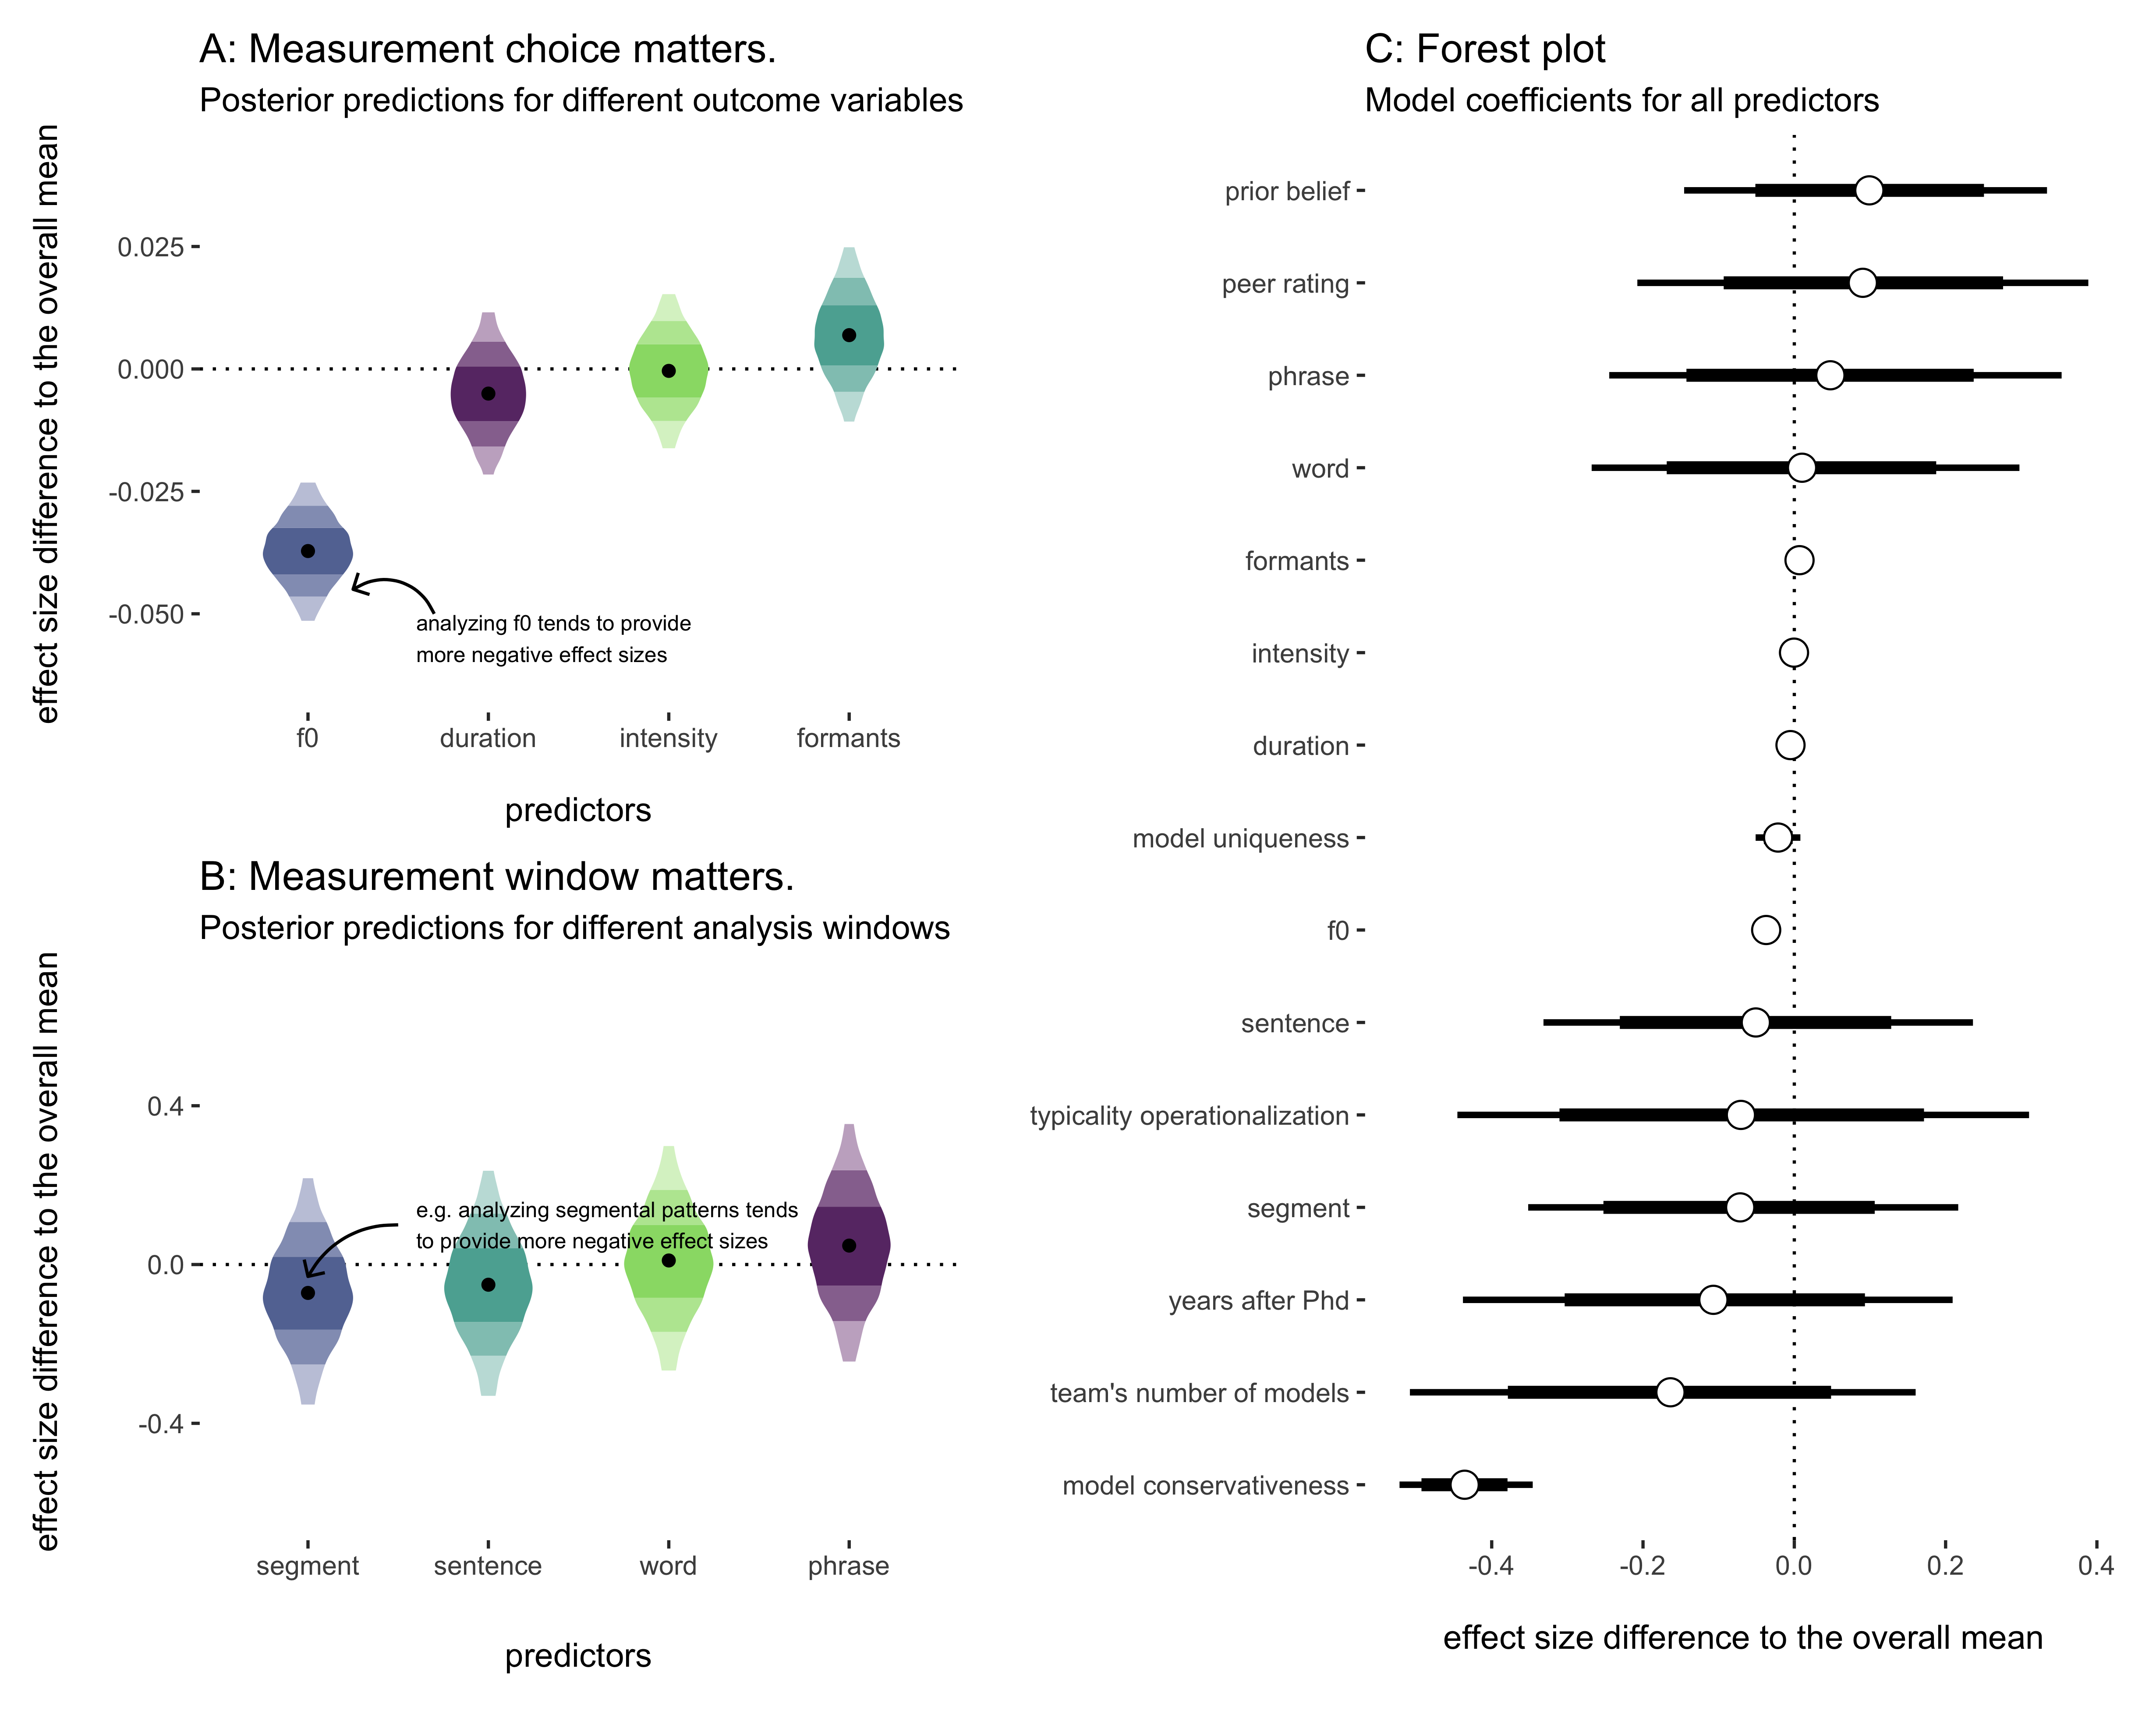 A: Measurement choice matters.
Posterior predictions for different outcome variables
effect size difference to the overall mean
0.025
0.000
-0.025
-0.050
analyzing f0 tends to provide
more negative effect sizes
f0 duration intensity formants
predictors
B: Measurement window matters.
Posterior predictions for different analysis windows
effect size difference to the overall mean
0.4
0.0
-0.4
e.g. analyzing segmental patterns tends
to provide more negative effect sizes
segment sentence word phrase
predictors
C: Forest plot
Model coefficients for all predictors
prior belief
peer rating
phrase
word
formants
intensity
duration
model uniqueness
f0
sentence
typicality operationalization
segment
years after Phd
team's number of models
model conservativeness
-0.4 -0.2 0.0 0.2 0.4
effect size difference to the overall mean